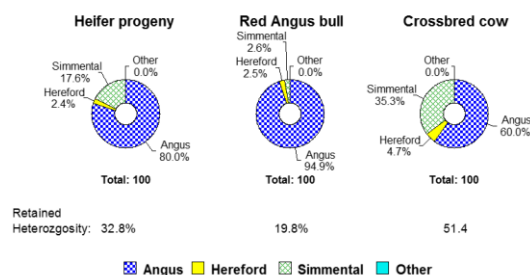 Heifer progeny
Red Angus bull
Crossbred cow
Simmental
17.6%
Other
0.0%
Hereford
2.4%
Angus
80.0%
Total: 100
Simmental
2.6%
Other
0.0%
Hereford
2.5%
Angus
94.9%
Total: 100
Other
0.0%
Simmental
35.3%
Hereford
4.7%
Angus
60.0%
Total: 100
Retained
Heterozgosity: 32.8% 19.8% 51.4
Angus Hereford Simmental Other